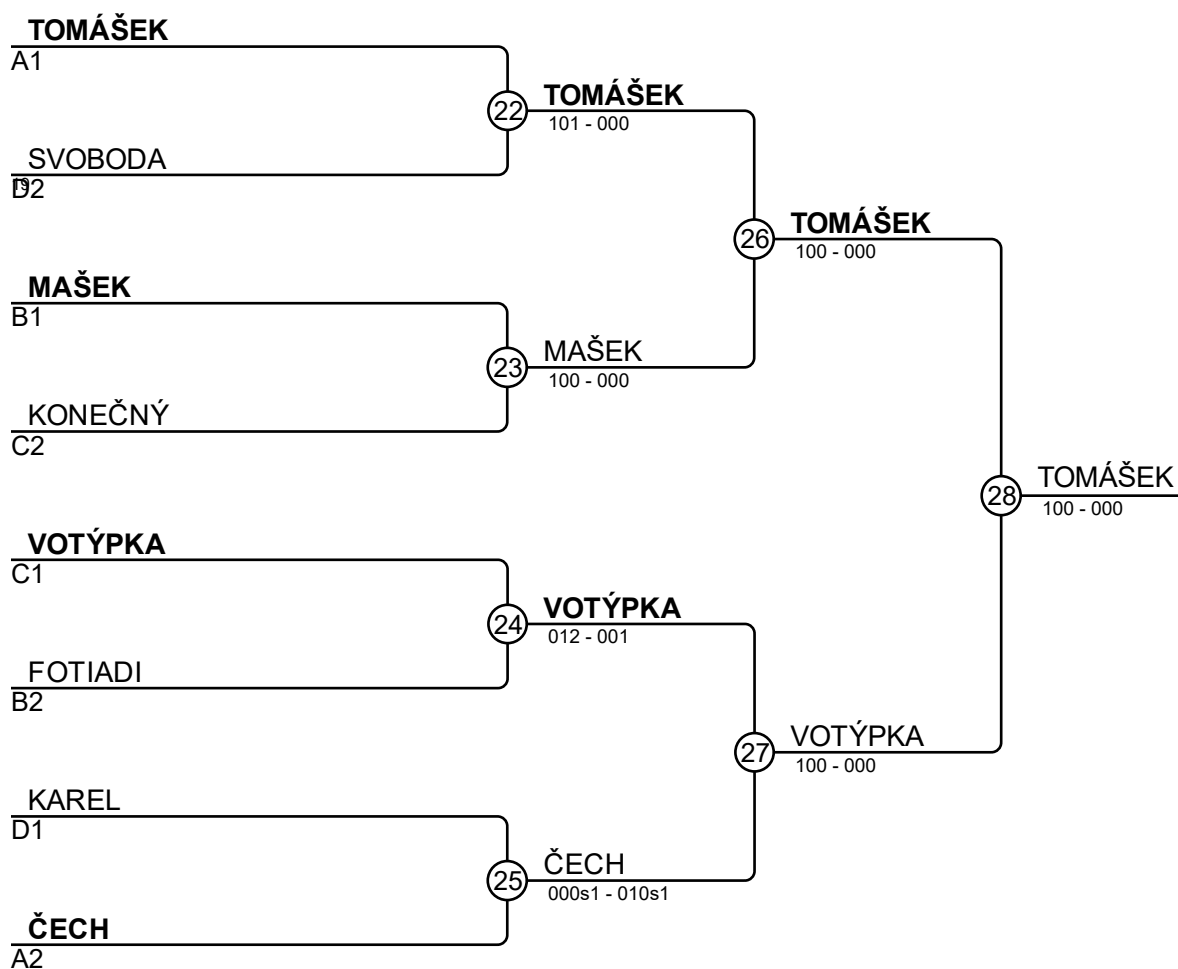 TOMÁŠEK
A1
22
TOMÁŠEK
101 - 000
SVOBODA
19
D2
26
TOMÁŠEK
100 - 000
MAŠEK
B1
23
MAŠEK
100 - 000
KONEČNÝ
C2
28
TOMÁŠEK
100 - 000
VOTÝPKA
C1
24
VOTÝPKA
012 - 001
FOTIADI
B2
27
VOTÝPKA
100 - 000
KAREL
D1
25
ČECH
000s1 - 010s1
ČECH
A2